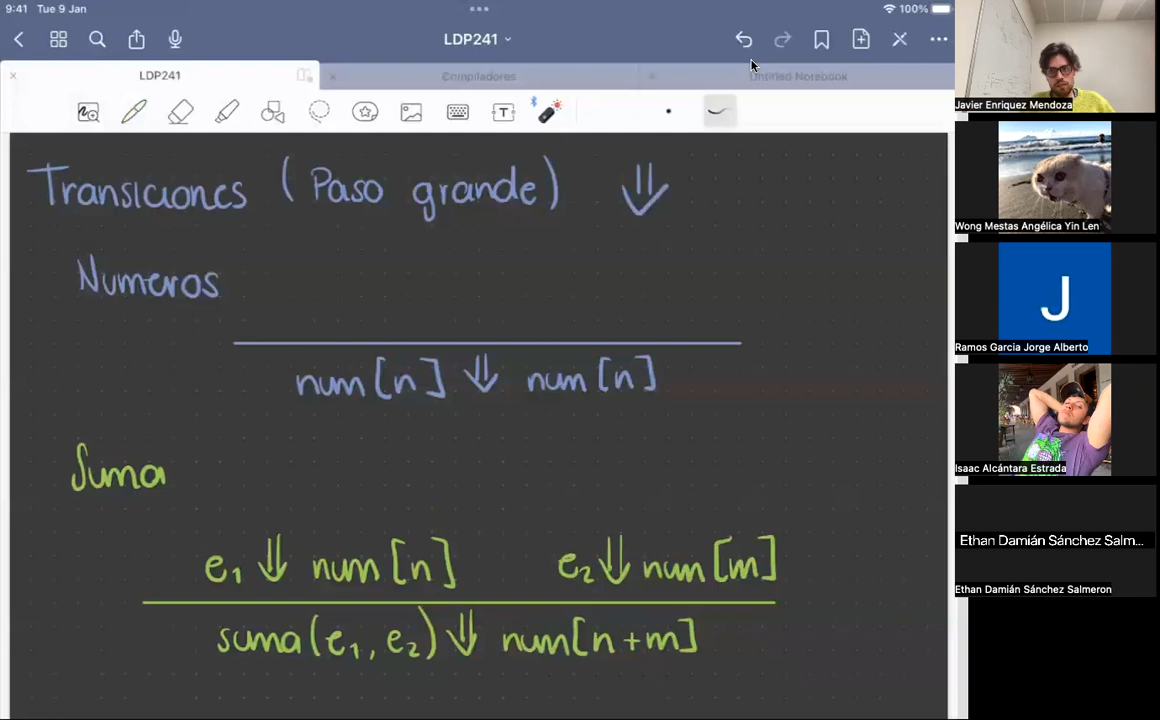 9:41 Tue 9 Jan
100%
LDP241
LDP241
Compiladores
Untitled Notebook
T
Transiciones (Paso grande) ⇓
Numeros
num[n] ⇓ num[n]
Suma
e₁ ⇓ num[n] e₂ ⇓ num[m]
suma(e₁, e₂) ⇓ num[n+m]
Javier Enriquez Mendoza
Wong Mestas Angélica Yin Len
J
Ramos Garcia Jorge Alberto
Isaac Alcántara Estrada
Ethan Damián Sánchez Salm...
Ethan Damián Sánchez Salmeron